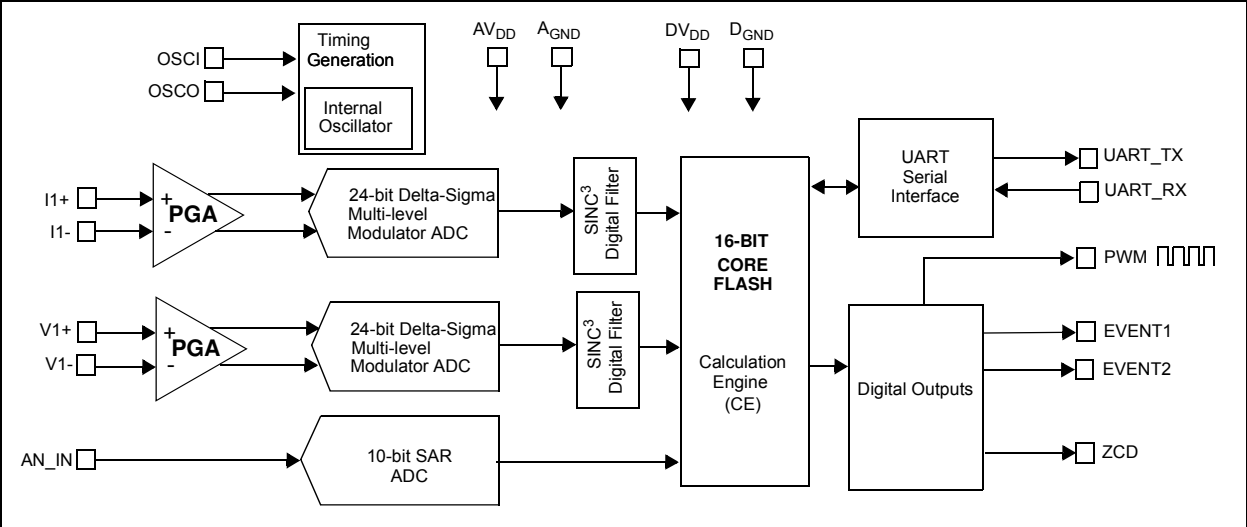 OSCI
OSCO
Timing
Generation
Internal
Oscillator
AVDD
AGND
DVDD
DGND
I1+
I1-
+
PGA
-
24-bit Delta-Sigma
Multi-level
Modulator ADC
SINC3
Digital Filter
V1+
V1-
+
PGA
-
24-bit Delta-Sigma
Multi-level
Modulator ADC
SINC3
Digital Filter
AN_IN
10-bit SAR
ADC
16-BIT
CORE
FLASH
Calculation
Engine
(CE)
UART
Serial
Interface
UART_TX
UART_RX
Digital Outputs
PWM
EVENT1
EVENT2
ZCD